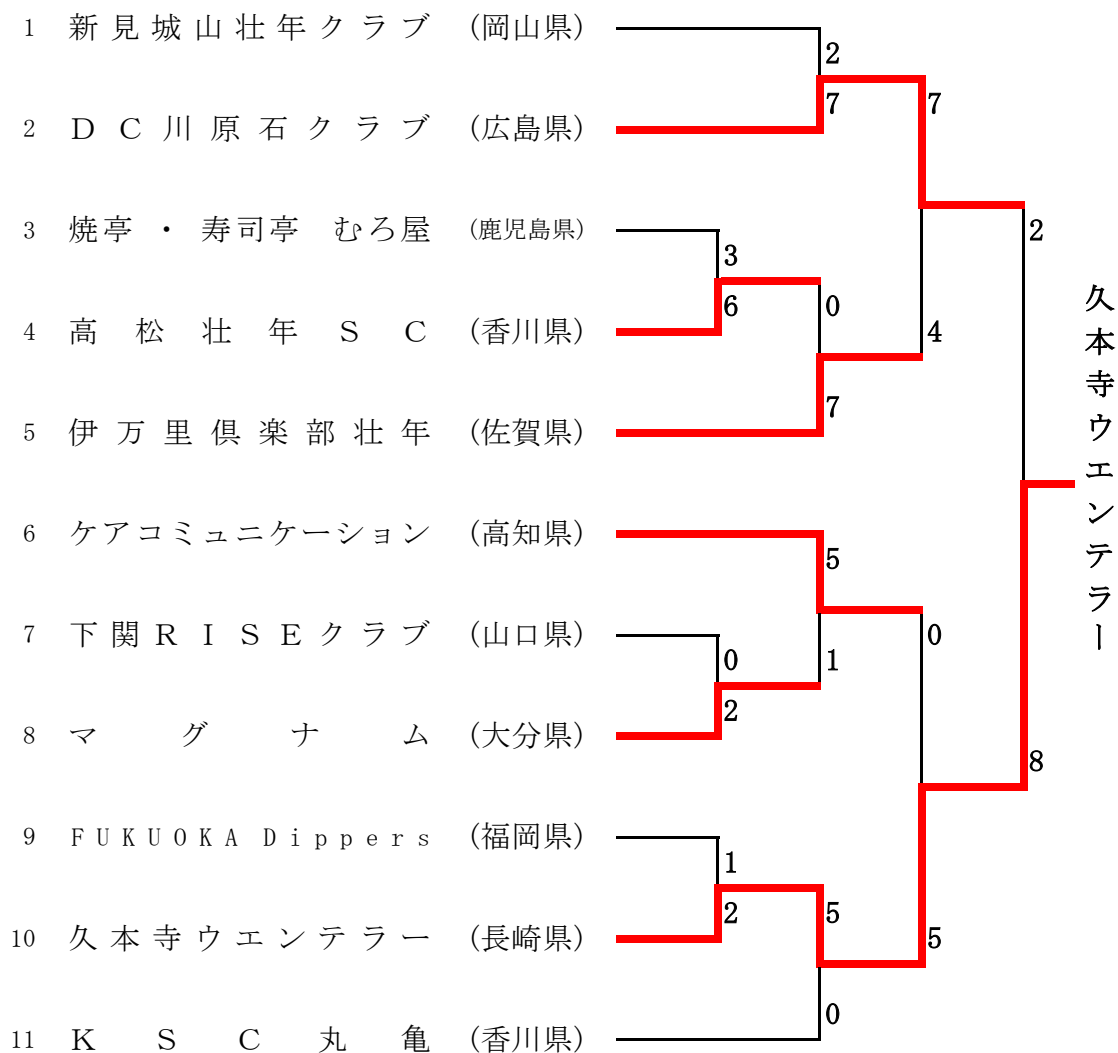 1 新見城山壮年クラブ (岡山県)
2
7
2 ＤＣ川原石クラブ (広島県)
7
7
3 焼亭・寿司亭 むろ屋 (鹿児島県)
2
3
6
0
4 高松壮年ＳＣ (香川県)
4
7
5 伊万里倶楽部壮年 (佐賀県)
久本寺ウエンテラー
6 ケアコミュニケーション (高知県)
5
7 下関ＲＩＳＥクラブ (山口県)
0
0
1
2
8 マグナム (大分県)
8
9 FUKUOKA Dippers (福岡県)
1
2
5
10 久本寺ウエンテラー (長崎県)
5
0
11 ＫＳＣ丸亀 (香川県)